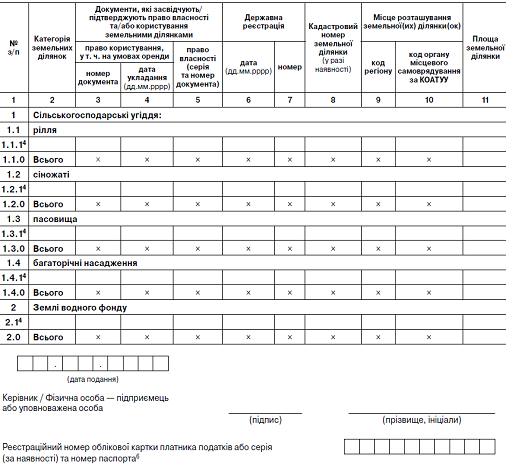 № з/п
Категорія земельних ділянок
Документи, які засвідчують/ підтверджують право власності та/або користування земельними ділянками
право користування, у т. ч. на умовах оренди
номер документа
дата укладання (дд.мм.рррр)
право власності (серія та номер документа)
Державна реєстрація
дата (дд.мм.рррр)
номер
Кадастровий номер земельної ділянки (у разі наявності)
Місце розташування земельної(их) ділянки(ок)
код регіону
код органу місцевого самоврядування за КОАТУУ
Площа земельної ділянки
1 2 3 4 5 6 7 8 9 10 11
1 Сільськогосподарські угіддя:
1.1 рілля
1.1.1⁴
1.1.0 Всього × × × × × × × ×
1.2 сіножаті
1.2.1⁴
1.2.0 Всього × × × × × × × ×
1.3 пасовища
1.3.1⁴
1.3.0 Всього × × × × × × × ×
1.4 багаторічні насадження
1.4.1⁴
1.4.0 Всього × × × × × × × ×
2 Землі водного фонду
2.1⁴
2.0 Всього × × × × × × × ×
. .
(дата подання)
Керівник / Фізична особа — підприємець
або уповноважена особа
(підпис) (прізвище, ініціали)
Реєстраційний номер облікової картки платника податків або серія
(за наявності) та номер паспорта⁶